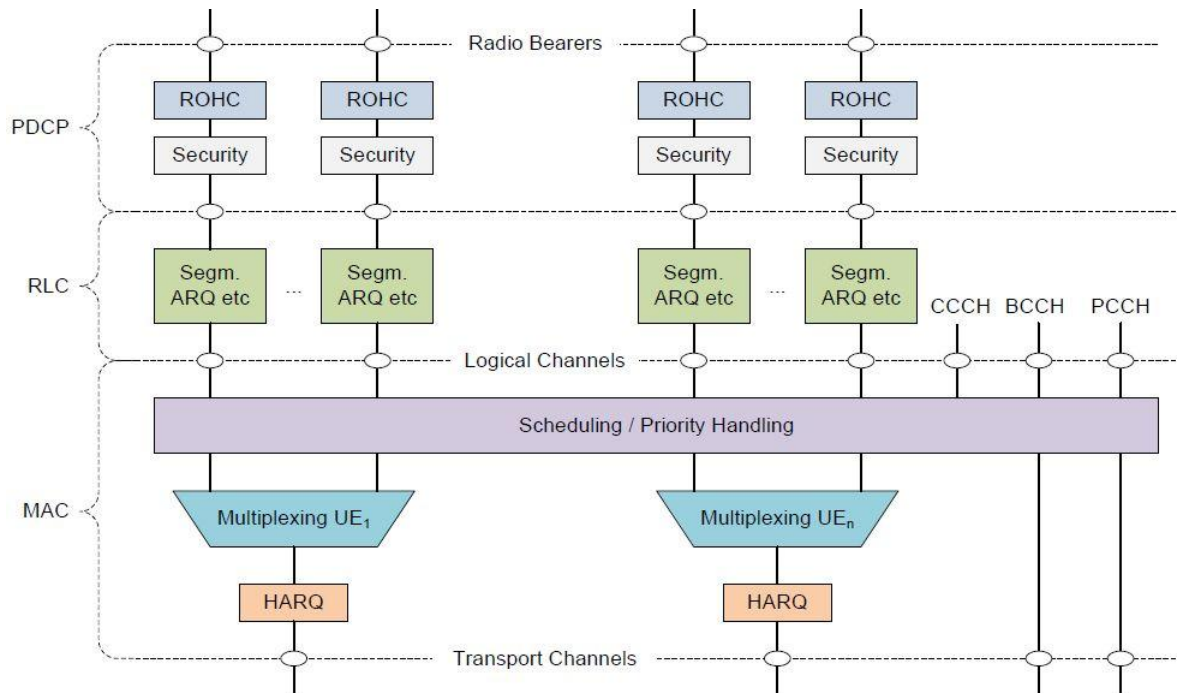 Radio Bearers
ROHC
ROHC
ROHC
ROHC
PDCP
Security
Security
Security
Security
Segm.
ARQ etc
...
Segm.
ARQ etc
Segm.
ARQ etc
...
Segm.
ARQ etc
RLC
CCCH
BCCH
PCCH
Logical Channels
Scheduling / Priority Handling
MAC
Multiplexing UE₁
Multiplexing UEₙ
HARQ
HARQ
Transport Channels